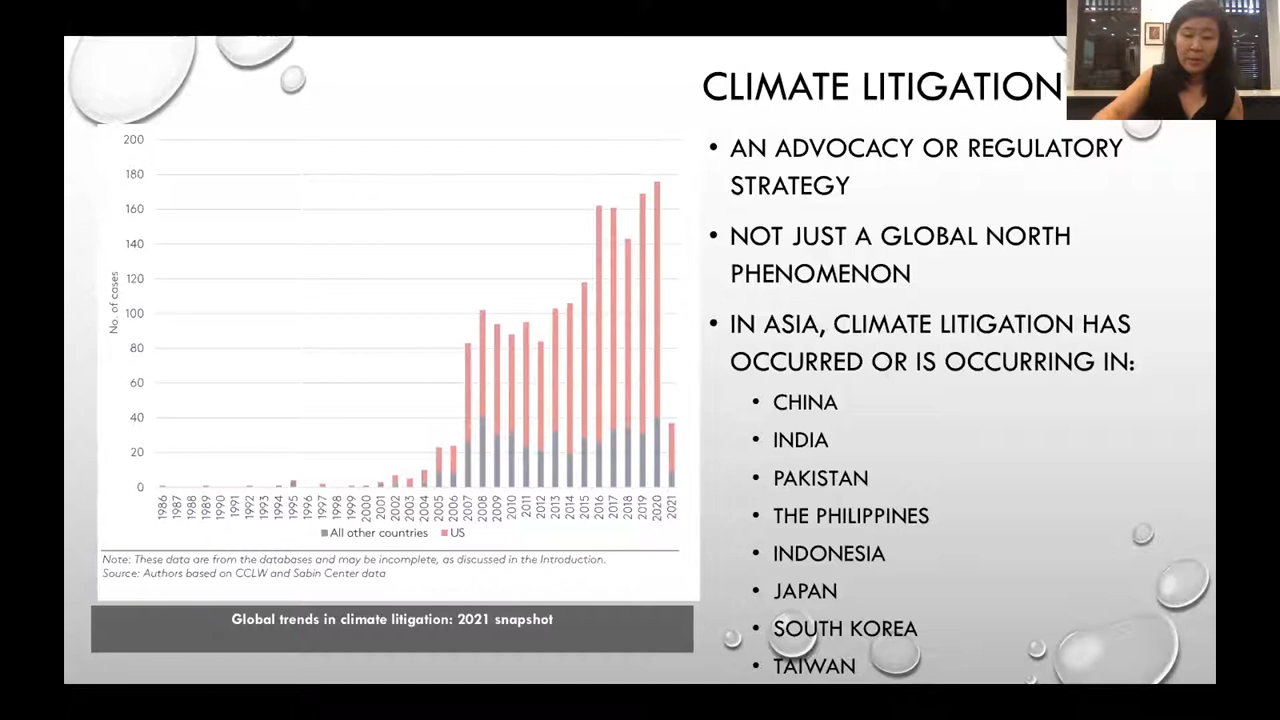 CLIMATE LITIGATION
200
180
160
140
120
100
80
60
40
20
0
No. of cases
1986 1987 1988 1989 1990 1991 1992 1993 1994 1995 1996 1997 1998 1999 2000 2001 2002 2003 2004 2005 2006 2007 2008 2009 2010 2011 2012 2013 2014 2015 2016 2017 2018 2019 2020 2021
All other countries US
Note: These data are from the databases and may be incomplete, as discussed in the Introduction.
Source: Authors based on CCLW and Sabin Center data
Global trends in climate litigation: 2021 snapshot
• AN ADVOCACY OR REGULATORY
STRATEGY
• NOT JUST A GLOBAL NORTH
PHENOMENON
• IN ASIA, CLIMATE LITIGATION HAS
OCCURRED OR IS OCCURRING IN:
• CHINA
• INDIA
• PAKISTAN
• THE PHILIPPINES
• INDONESIA
• JAPAN
• SOUTH KOREA
• TAIWAN